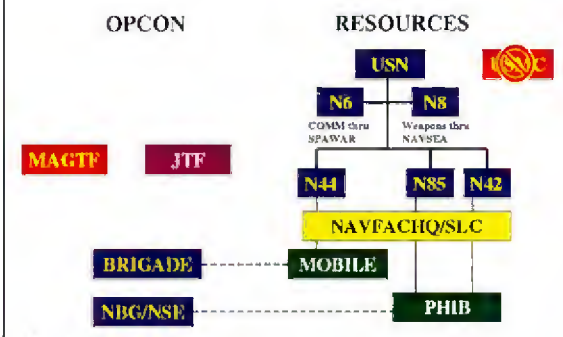 OPCON RESOURCES
USN
N6 N8
COMM thru Weapons thru
SPAWAR NAVSEA
MAGTF JTF
N44 N85 N42
NAVFACHQ/SLC
BRIGADE MOBILE
NBG/NSE PHIB